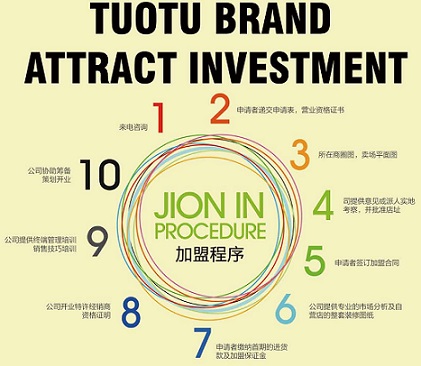 TUOTU BRAND
ATTRACT INVESTMENT
JION IN
PROCEDURE
加盟程序
1
来电咨询
2
申请者递交申请表，营业资格证书
3
所在商圈图，卖场平面图
4
司提供意见或派人实地
考察，开批准店址
5
申请者签订加盟合同
6
公司提供专业的市场分析及自
营店的整套装修图纸
7
申请者缴纳首期的进货
款及加盟保证金
8
公司开业特许经销商
资格证明
9
公司提供终端管理培训
销售技巧培训
10
公司协助筹备
策划开业